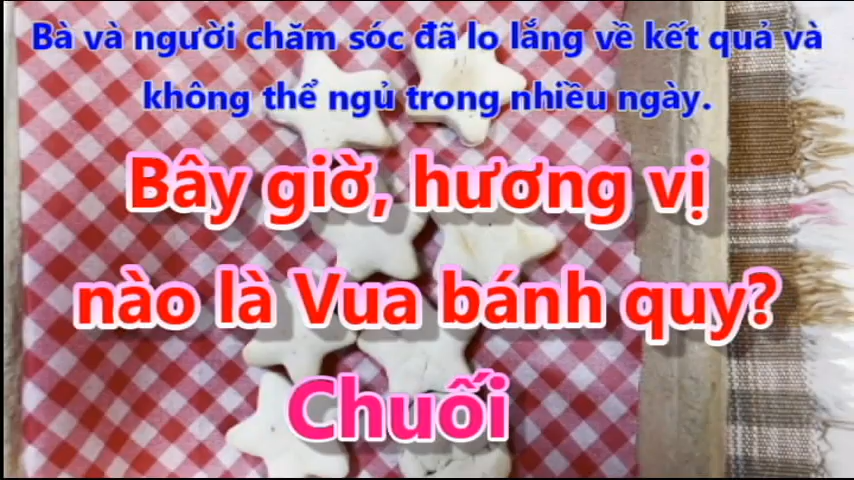 Bà và người chăm sóc đã lo lắng về kết quả và
không thể ngủ trong nhiều ngày.
Bây giờ, hương vị
nào là Vua bánh quy?
Chuối